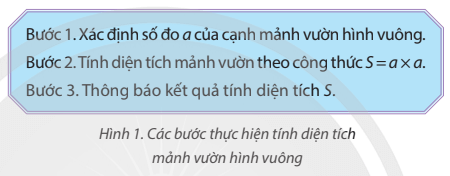 Bước 1. Xác định số đo a của cạnh mảnh vườn hình vuông.
Bước 2. Tính diện tích mảnh vườn theo công thức S = a × a.
Bước 3. Thông báo kết quả tính diện tích S.
Hình 1. Các bước thực hiện tính diện tích
mảnh vườn hình vuông